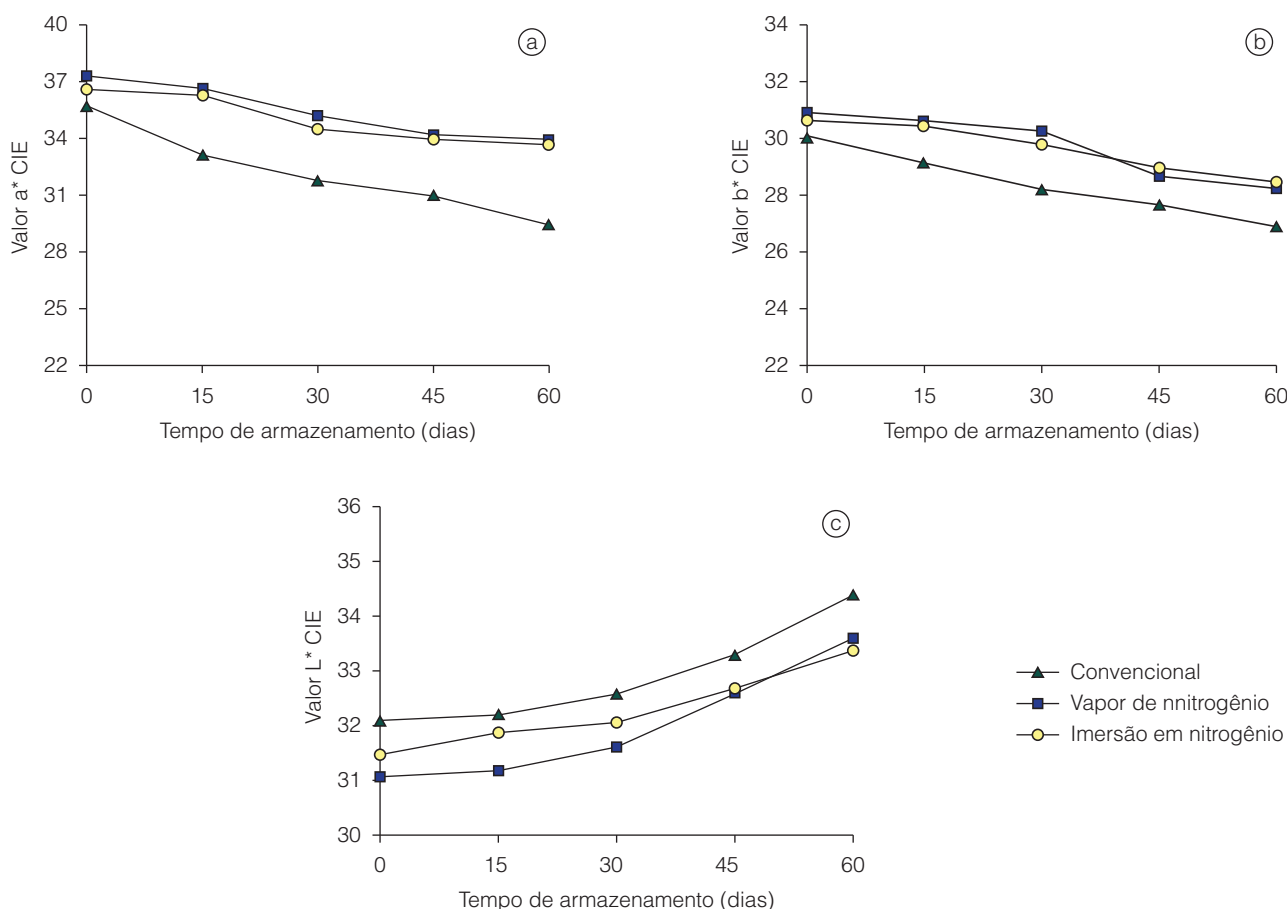 40
37
34
31
28
25
22
Valor a* CIE
a
0 15 30 45 60
Tempo de armazenamento (dias)
34
32
30
28
26
24
22
Valor b* CIE
b
0 15 30 45 60
Tempo de armazenamento (dias)
36
35
34
33
32
31
30
Valor L* CIE
c
0 15 30 45 60
Tempo de armazenamento (dias)
Convencional
Vapor de nnitrogênio
Imersão em nitrogênio